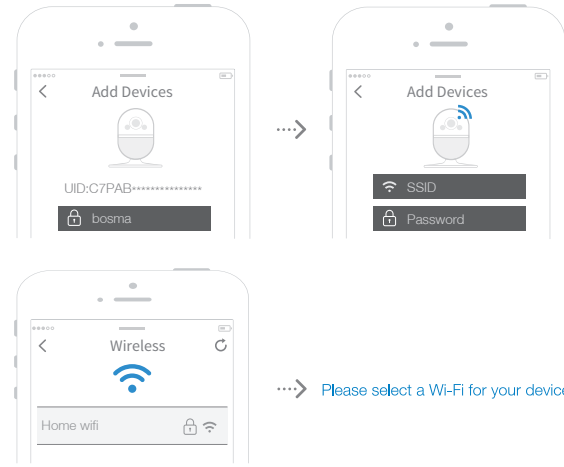 Add Devices
UID:C7PAB***************
bosma
Add Devices
SSID
Password
Wireless
Home wifi
Please select a Wi-Fi for your device